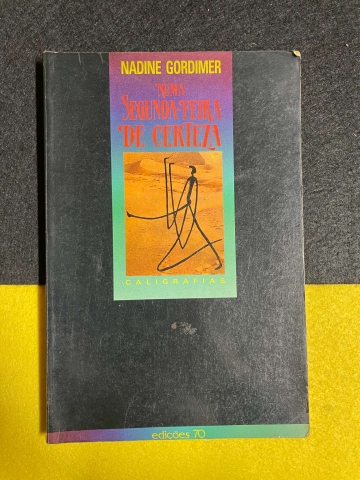 NADINE GORDIMER
NUMA
SEGUNDA-FEIRA
DE CERTEZA
CALIGRAFIAS
edições 70